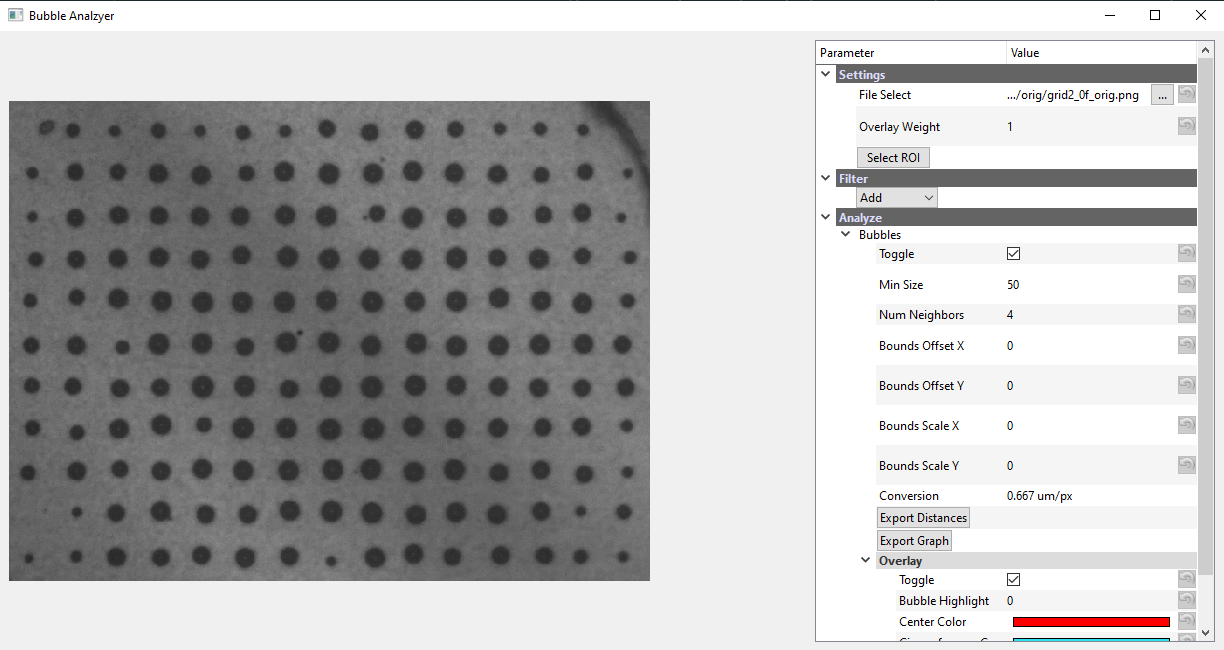 Bubble Analzyer
Parameter Value
Settings
File Select .../orig/grid2_0f_orig.png ...
Overlay Weight 1
Select ROI
Filter
Add
Analyze
Bubbles
Toggle
Min Size 50
Num Neighbors 4
Bounds Offset X 0
Bounds Offset Y 0
Bounds Scale X 0
Bounds Scale Y 0
Conversion 0.667 um/px
Export Distances
Export Graph
Overlay
Toggle
Bubble Highlight 0
Center Color